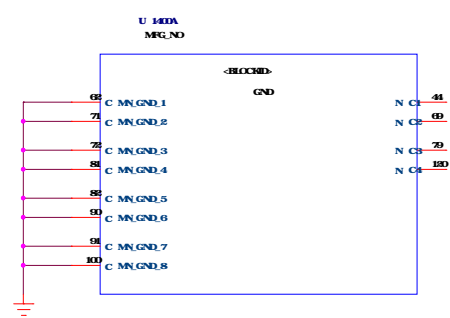 U 1400A
MFG_NO
<BLOCKID>
GND
62 C MN_GND_1 N C1 44
71 C MN_GND_2 N C2 69
72 C MN_GND_3 N C3 79
81 C MN_GND_4 N C4 120
82 C MN_GND_5
90 C MN_GND_6
91 C MN_GND_7
100 C MN_GND_8